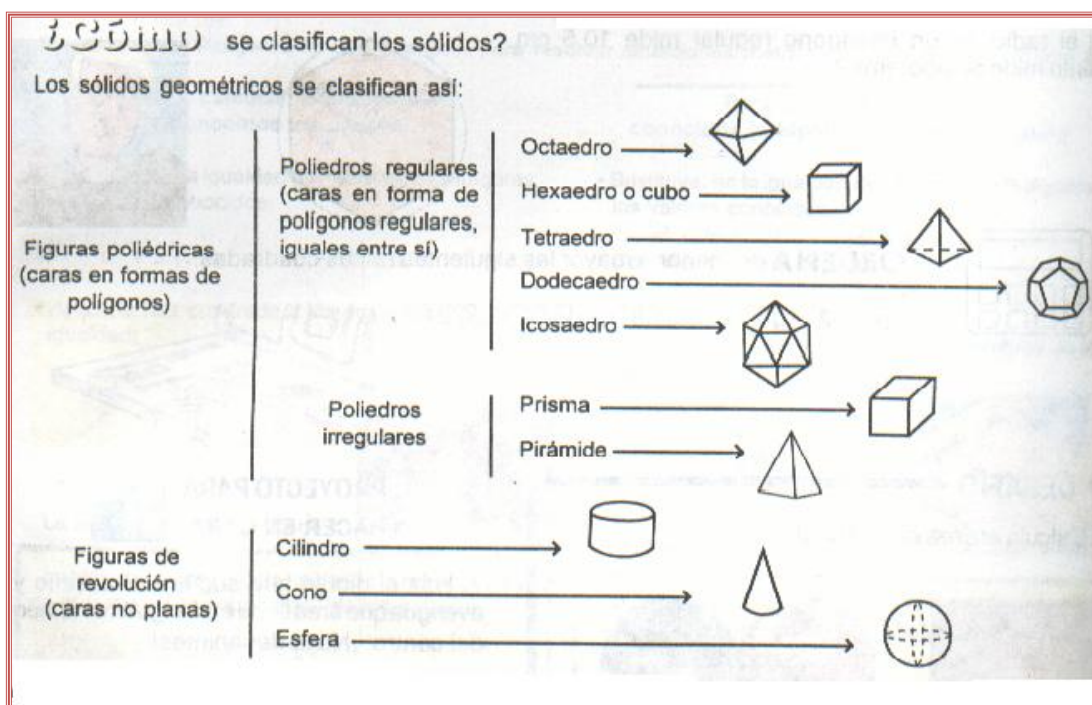 ¿Cómo se clasifican los sólidos?
Los sólidos geométricos se clasifican así:
Figuras poliédricas
(caras en formas de
polígonos)
Poliedros regulares
(caras en forma de
polígonos regulares,
iguales entre sí)
Octaedro
Hexaedro o cubo
Tetraedro
Dodecaedro
Icosaedro
Poliedros
irregulares
Prisma
Pirámide
Figuras de
revolución
(caras no planas)
Cilindro
Cono
Esfera